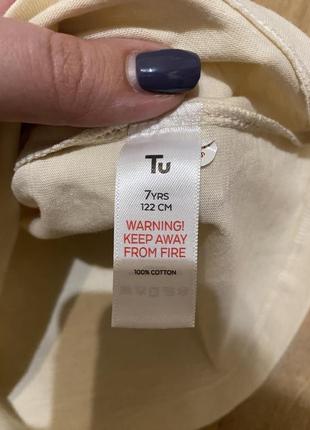 Tu
7YRS
122 CM
WARNING!
KEEP AWAY
FROM FIRE
100% COTTON